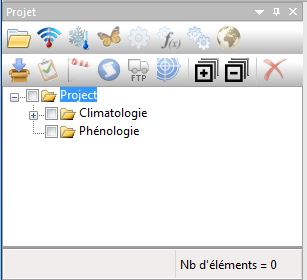 Projet
f(x)
FTP
Project
Climatologie
Phénologie
Nb d'éléments = 0